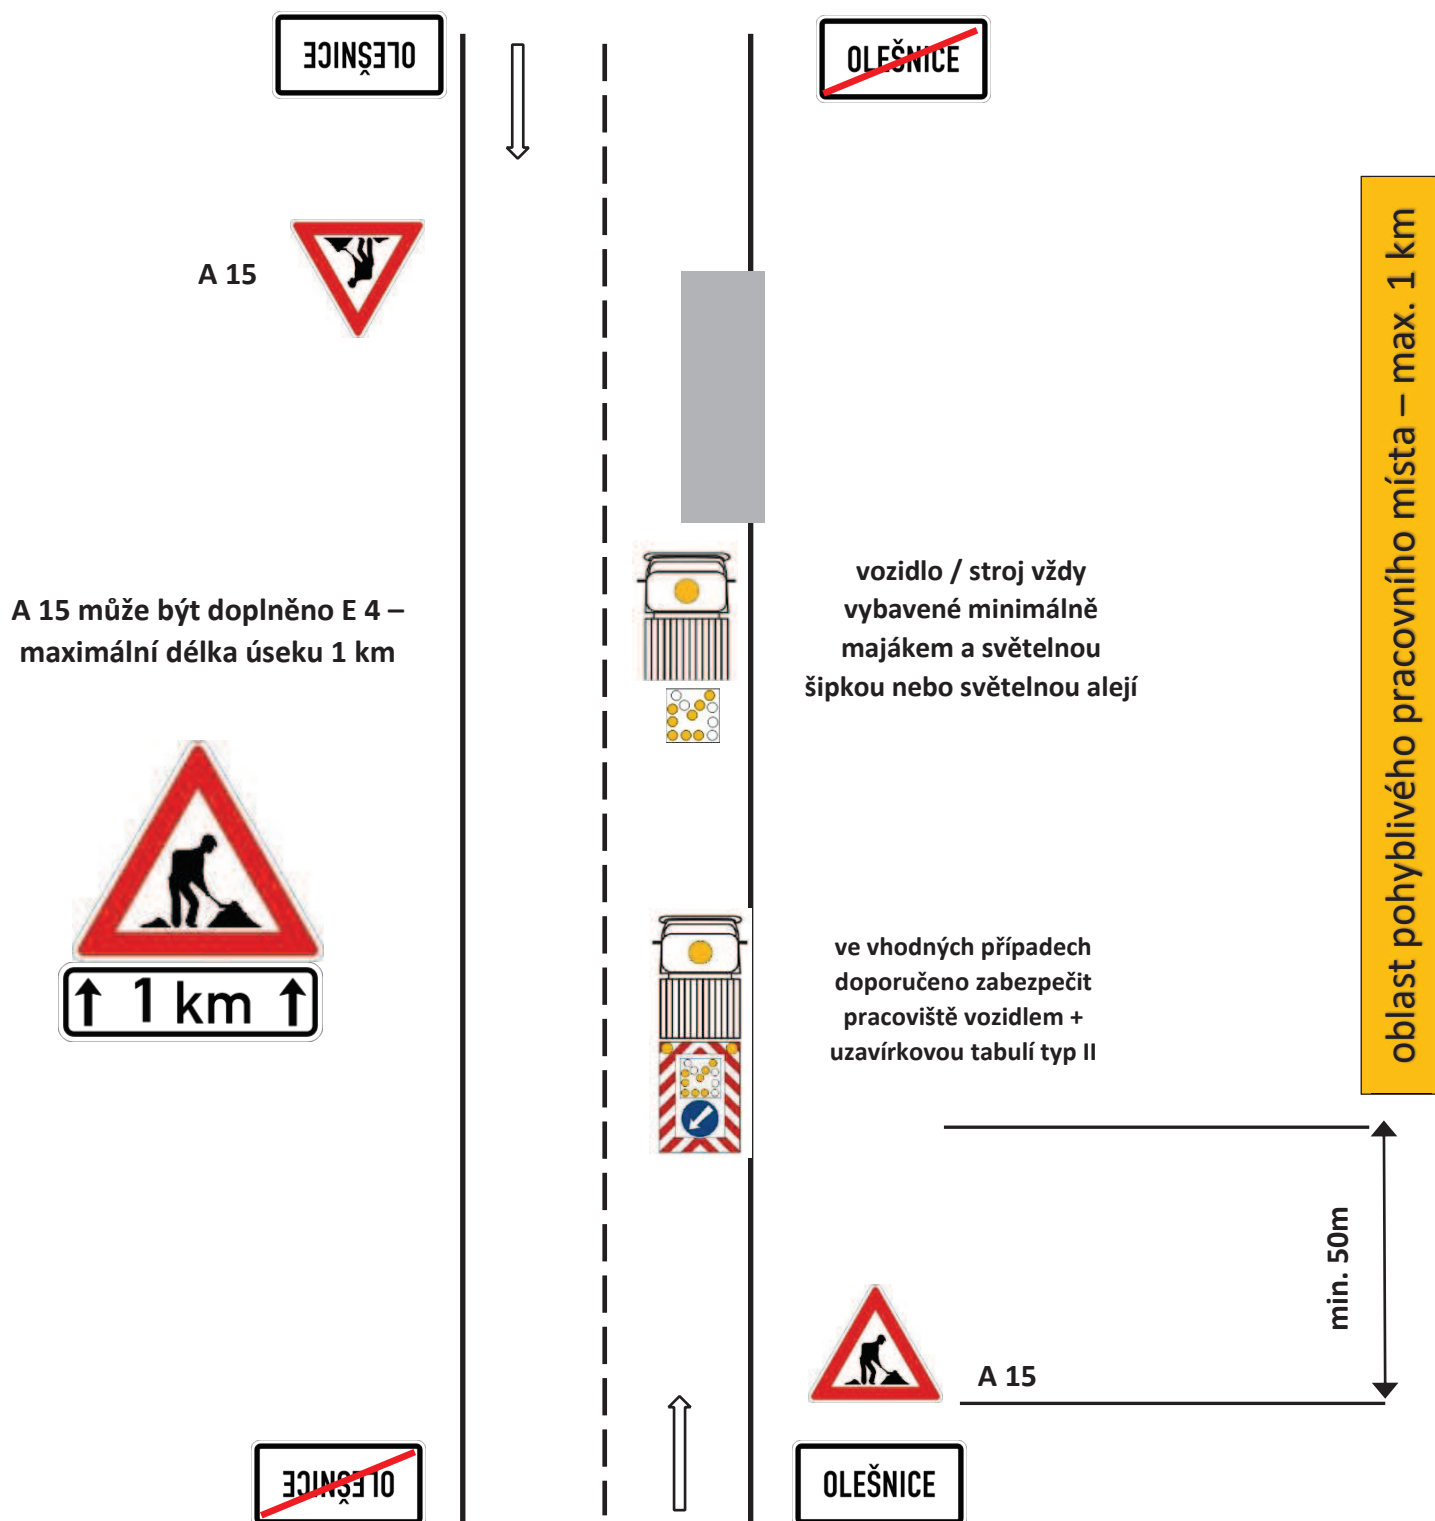 OLEŠNICE
OLEŠNICE
A 15
oblast pohyblivého pracovního místa – max. 1 km
vozidlo / stroj vždy
vybavené minimálně
majákem a světelnou
šipkou nebo světelnou alejí
A 15 může být doplněno E 4 –
maximální délka úseku 1 km
1 km
ve vhodných případech
doporučeno zabezpečit
pracoviště vozidlem +
uzavírkovou tabulí typ II
min. 50m
A 15
OLEŠNICE
OLEŠNICE